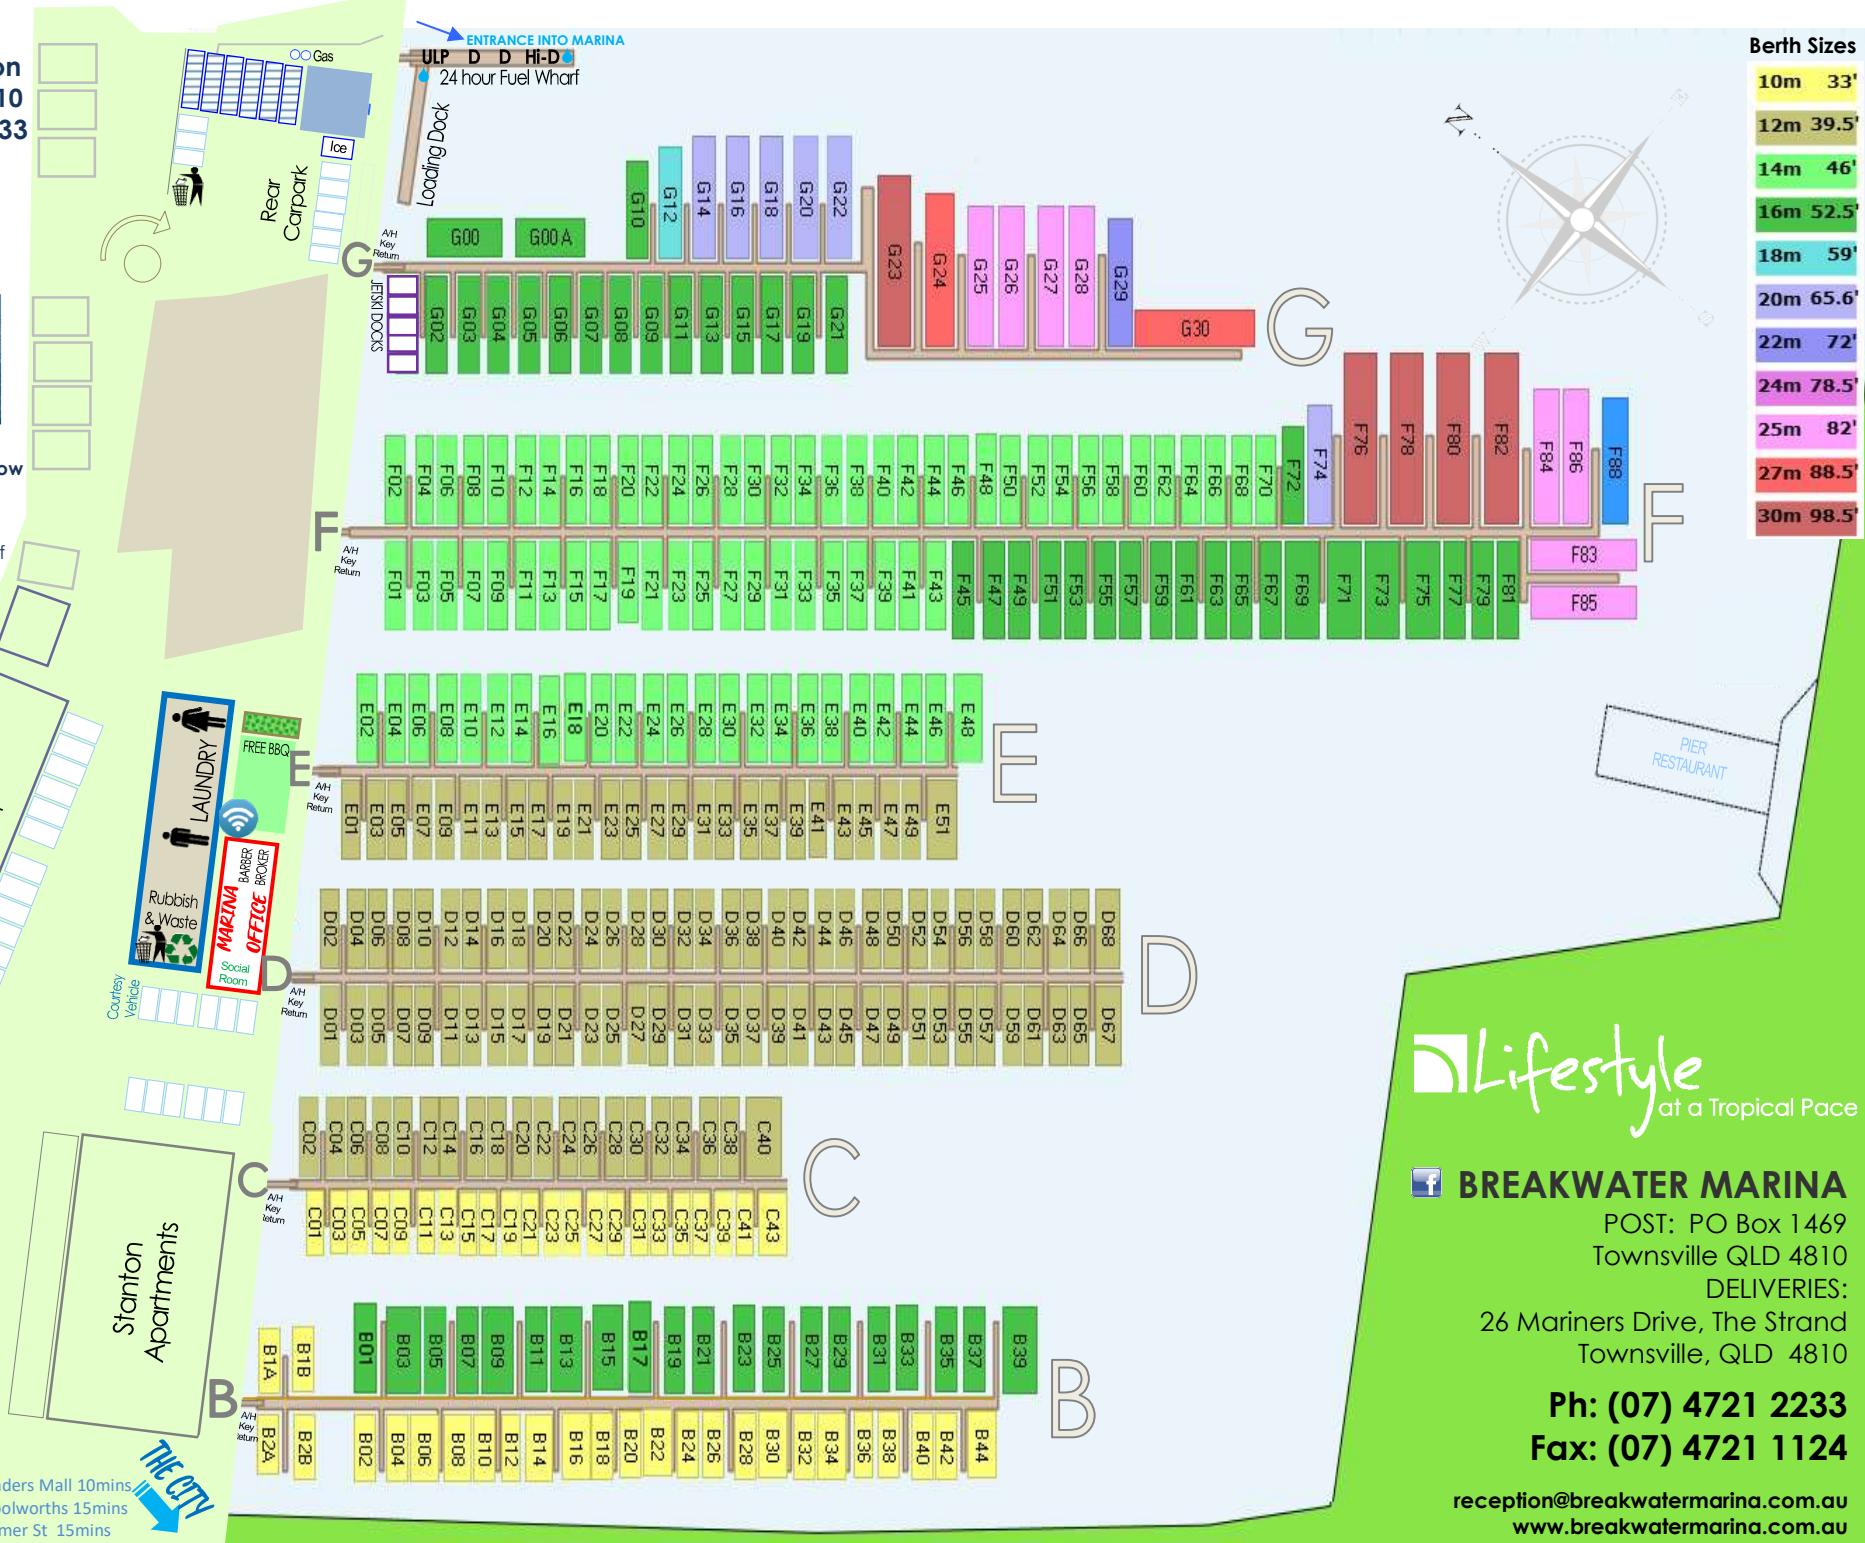 on
10
33
ow
f
Gas
Ice
Rear
Carpark
ENTRANCE INTO MARINA
ULP D D Hi-D
24 hour Fuel Wharf
Loading Dock
Berth Sizes
10m 33'
12m 39.5'
14m 46'
16m 52.5'
18m 59'
20m 65.6'
22m 72'
24m 78.5'
25m 82'
27m 88.5'
30m 98.5'
N
G
A/H
Key
Return
JETSKI DOCKS
G00 G00 A G10 G12 G14 G16 G18 G20 G22
G23 G24 G25 G26 G27 G28 G29 G30
G
G02 G03 G04 G05 G06 G07 G08 G09 G11 G13 G15 G17 G19 G21
F02 F04 F06 F08 F10 F12 F14 F16 F18 F20 F22 F24 F26 F28 F30 F32 F34 F36 F38 F40 F42 F44 F46 F48 F50 F52 F54 F56 F58 F60 F62 F64 F66 F68 F70 F72 F74 F76 F78 F80 F82 F84 F86 F88
F
A/H
Key
Return
F
F01 F03 F05 F07 F09 F11 F13 F15 F17 F19 F21 F23 F25 F27 F29 F31 F33 F35 F37 F39 F41 F43 F45 F47 F49 F51 F53 F55 F57 F59 F61 F63 F65 F67 F69 F71 F73 F75 F77 F79 F81 F83
F85
E02 E04 E06 E08 E10 E12 E14 E16 E18 E20 E22 E24 E26 E28 E30 E32 E34 E36 E38 E40 E42 E44 E46 E48
E
A/H
Key
Return
E
E01 E03 E05 E07 E09 E11 E13 E15 E17 E19 E21 E23 E25 E27 E29 E31 E33 E35 E37 E39 E41 E43 E45 E47 E49 E51
FREE BBQ
LAUNDRY
Rubbish
& Waste
MARINA
OFFICE
BARBER
BROKER
Social
Room
Courtesy
Vehicle
PIER
RESTAURANT
D02 D04 D06 D08 D10 D12 D14 D16 D18 D20 D22 D24 D26 D28 D30 D32 D34 D36 D38 D40 D42 D44 D46 D48 D50 D52 D54 D56 D58 D60 D62 D64 D66 D68
D
A/H
Key
Return
D
D01 D03 D05 D07 D09 D11 D13 D15 D17 D19 D21 D23 D25 D27 D29 D31 D33 D35 D37 D39 D41 D43 D45 D47 D49 D51 D53 D55 D57 D59 D61 D63 D65 D67
C02 C04 C06 C08 C10 C12 C14 C16 C18 C20 C22 C24 C26 C28 C30 C32 C34 C36 C38 C40
C
A/H
Key
eturn
C
C01 C03 C05 C07 C09 C11 C13 C15 C17 C19 C21 C23 C25 C27 C29 C31 C33 C35 C37 C39 C41 C43
Stanton
Apartments
B1A B1B B01 B03 B05 B07 B09 B11 B13 B15 B17 B19 B21 B23 B25 B27 B29 B31 B33 B35 B37 B39
B
A/H
Key
eturn
B
B2A B2B B02 B04 B06 B08 B10 B12 B14 B16 B18 B20 B22 B24 B26 B28 B30 B32 B34 B36 B38 B40 B42 B44
THE CITY
ders Mall 10mins
olworths 15mins
mer St 15mins
Lifestyle
at a Tropical Pace
BREAKWATER MARINA
POST: PO Box 1469
Townsville QLD 4810
DELIVERIES:
26 Mariners Drive, The Strand
Townsville, QLD 4810
Ph: (07) 4721 2233
Fax: (07) 4721 1124
reception@breakwatermarina.com.au
www.breakwatermarina.com.au